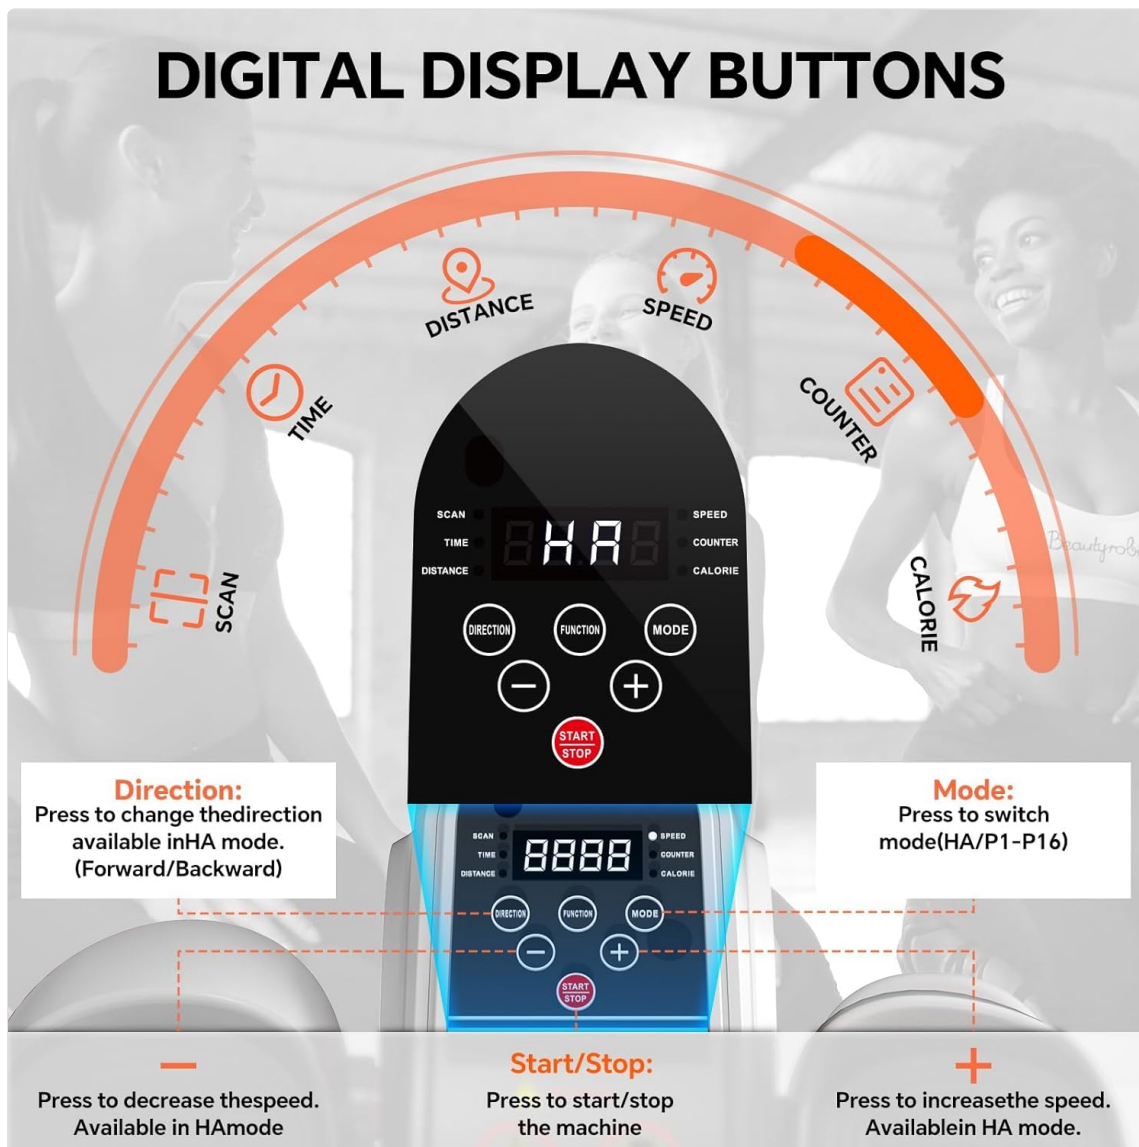 DIGITAL DISPLAY BUTTONS
SCAN
TIME
DISTANCE
SPEED
COUNTER
CALORIE
SCAN
TIME
DISTANCE
HA
SPEED
COUNTER
CALORIE
DIRECTION FUNCTION MODE
− +
START
STOP
Direction:
Press to change thedirection
available inHA mode.
(Forward/Backward)
Mode:
Press to switch
mode(HA/P1-P16)
SCAN
TIME
DISTANCE
8888
SPEED
COUNTER
CALORIE
DIRECTION FUNCTION MODE
− +
START
STOP
−
Press to decrease thespeed.
Available in HAmode
Start/Stop:
Press to start/stop
the machine
+
Press to increasethe speed.
Availablein HA mode.